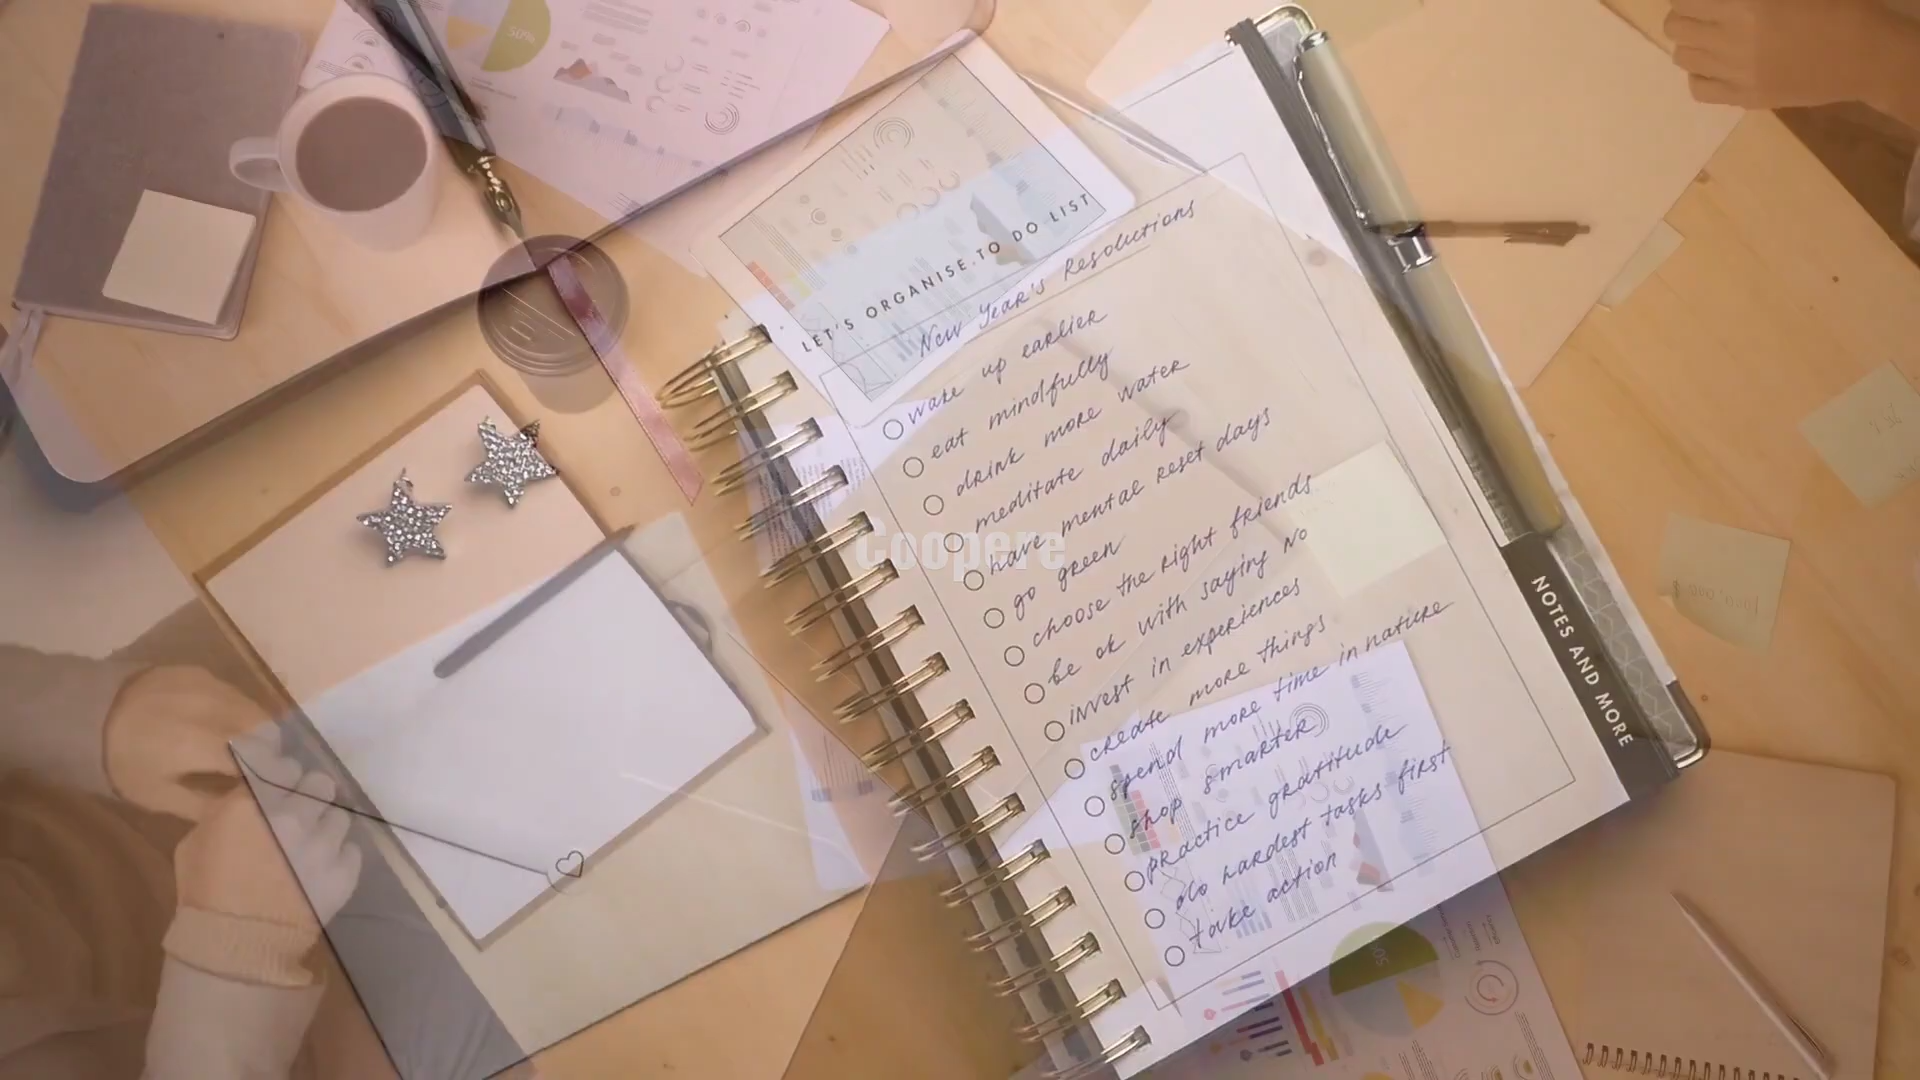 50%
LET'S ORGANISE.TO DO LIST
New Year's Resolutions
wake up earlier
eat mindfully
drink more water
meditate daily
have mental reset days
go green
choose the right friends
be ok with saying no
invest in experiences
create more things
spend more time in nature
shop smarter
practice gratitude
do hardest tasks first
take action
Coopere
NOTES AND MORE